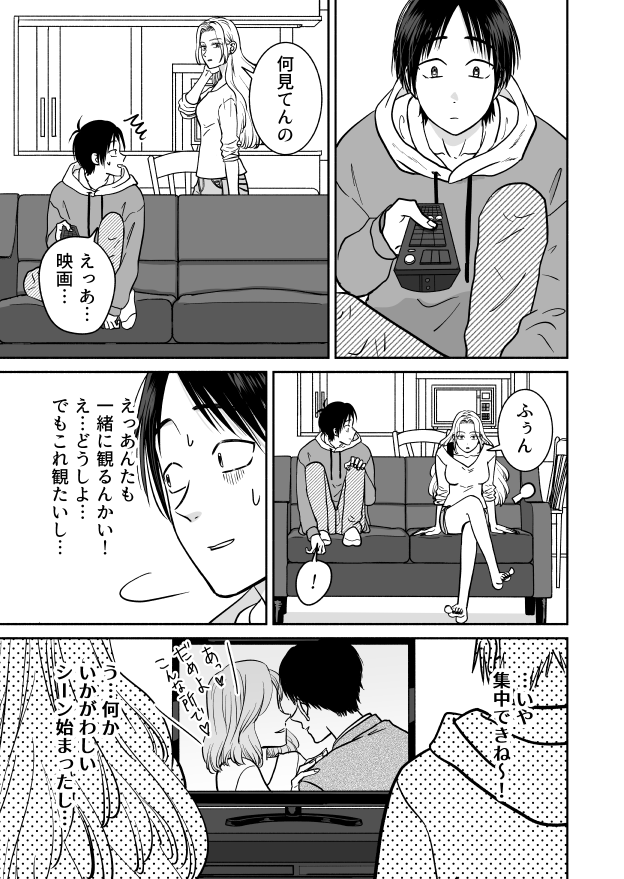 何見てんの
えっあ…
映画…
ふぅん
！
えっあんたも
一緒に観るんかい！
え…どうしよ…
でもこれ観たいし…
…いや
集中できね〜！
あっ♡
だめよ
こんな所で♡
う…何か
いかがわしい
シーン始まったし…